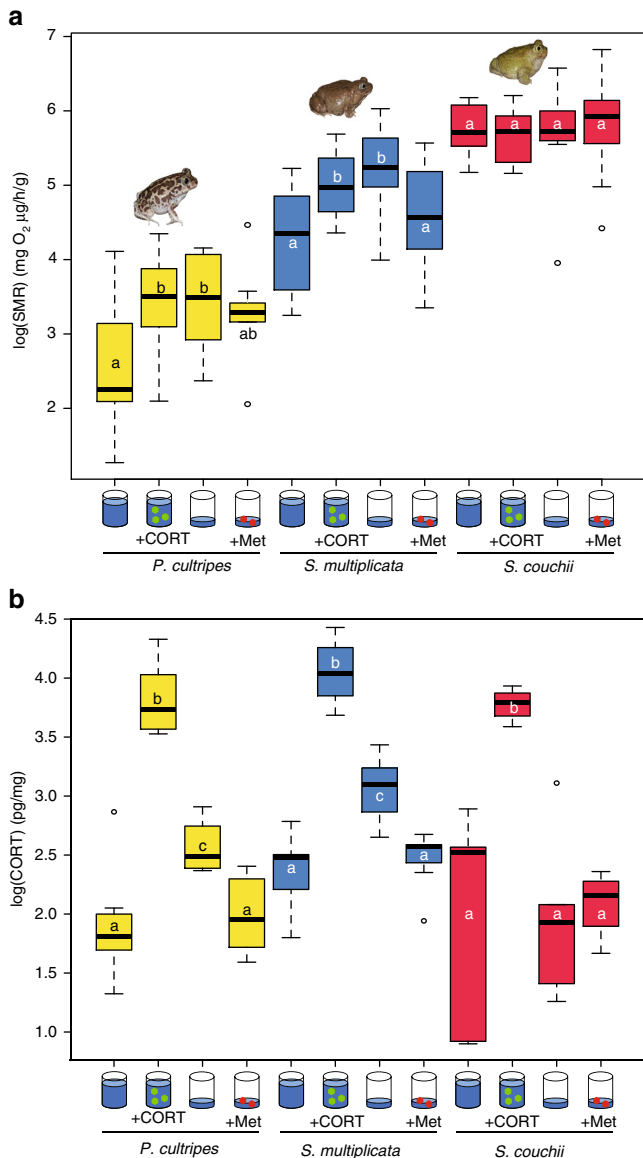 a
7
6
5
4
3
2
log(SMR) (mg O₂ µg/h/g)
a b b ab
a b b a
a a a a
+CORT +Met +CORT +Met +CORT +Met
P. cultripes S. multiplicata S. couchii
b
4.5
4.0
3.5
3.0
2.5
2.0
1.5
1.0
log(CORT) (pg/mg)
a b c a
a b c a
a b a a
+CORT +Met +CORT +Met +CORT +Met
P. cultripes S. multiplicata S. couchii